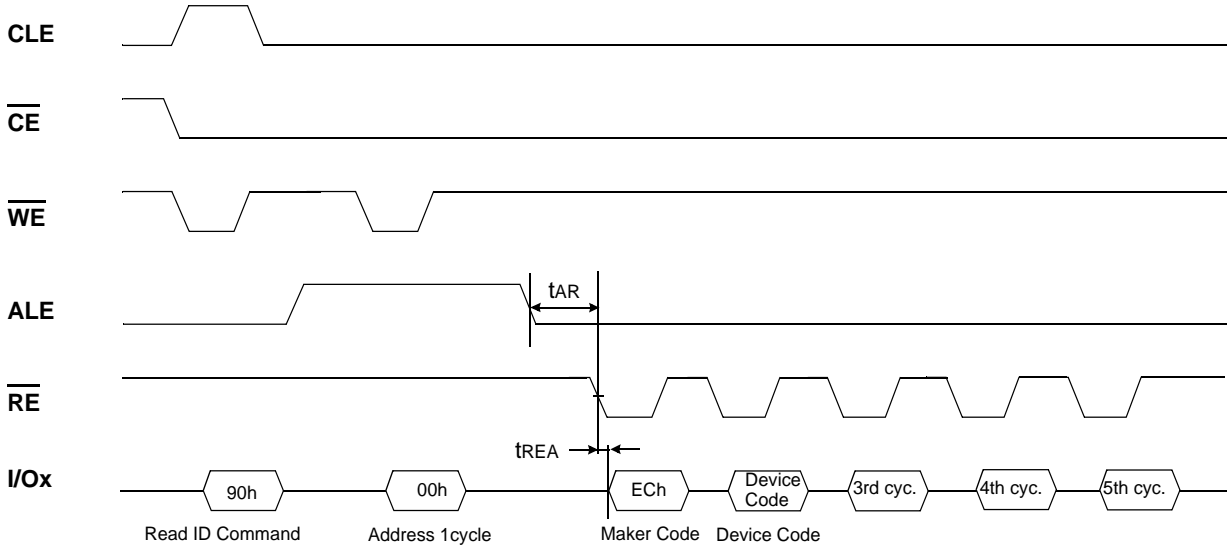 CLE
CE
WE
ALE
tAR
RE
tREA
I/Ox
90h
00h
ECh
Device
Code
3rd cyc.
4th cyc.
5th cyc.
Read ID Command
Address 1cycle
Maker Code
Device Code